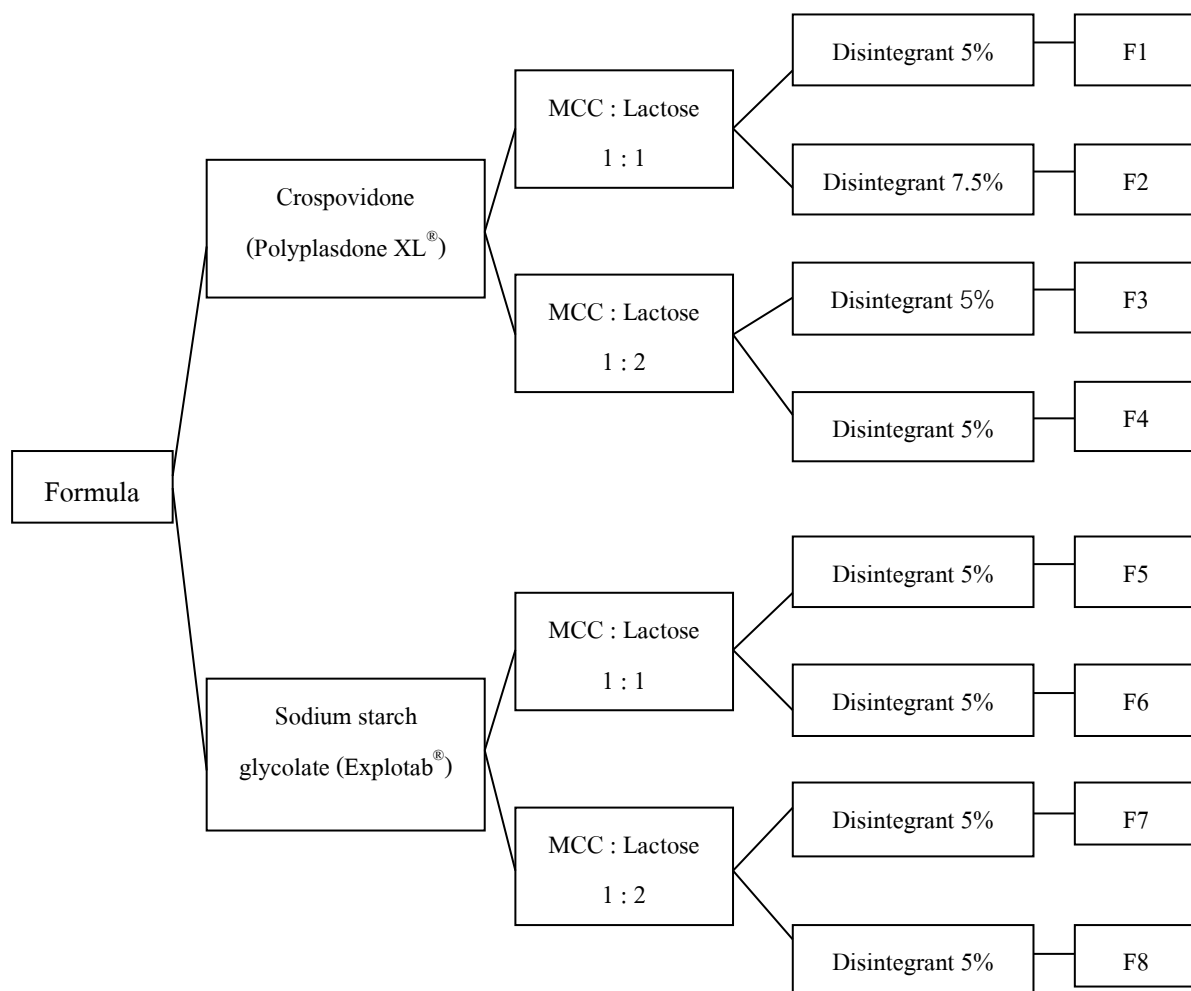 Formula
Crospovidone
(Polyplasdone XL®)
MCC : Lactose
1 : 1
Disintegrant 5%
F1
Disintegrant 7.5%
F2
MCC : Lactose
1 : 2
Disintegrant 5%
F3
Disintegrant 5%
F4
Sodium starch
glycolate (Explotab®)
MCC : Lactose
1 : 1
Disintegrant 5%
F5
Disintegrant 5%
F6
MCC : Lactose
1 : 2
Disintegrant 5%
F7
Disintegrant 5%
F8